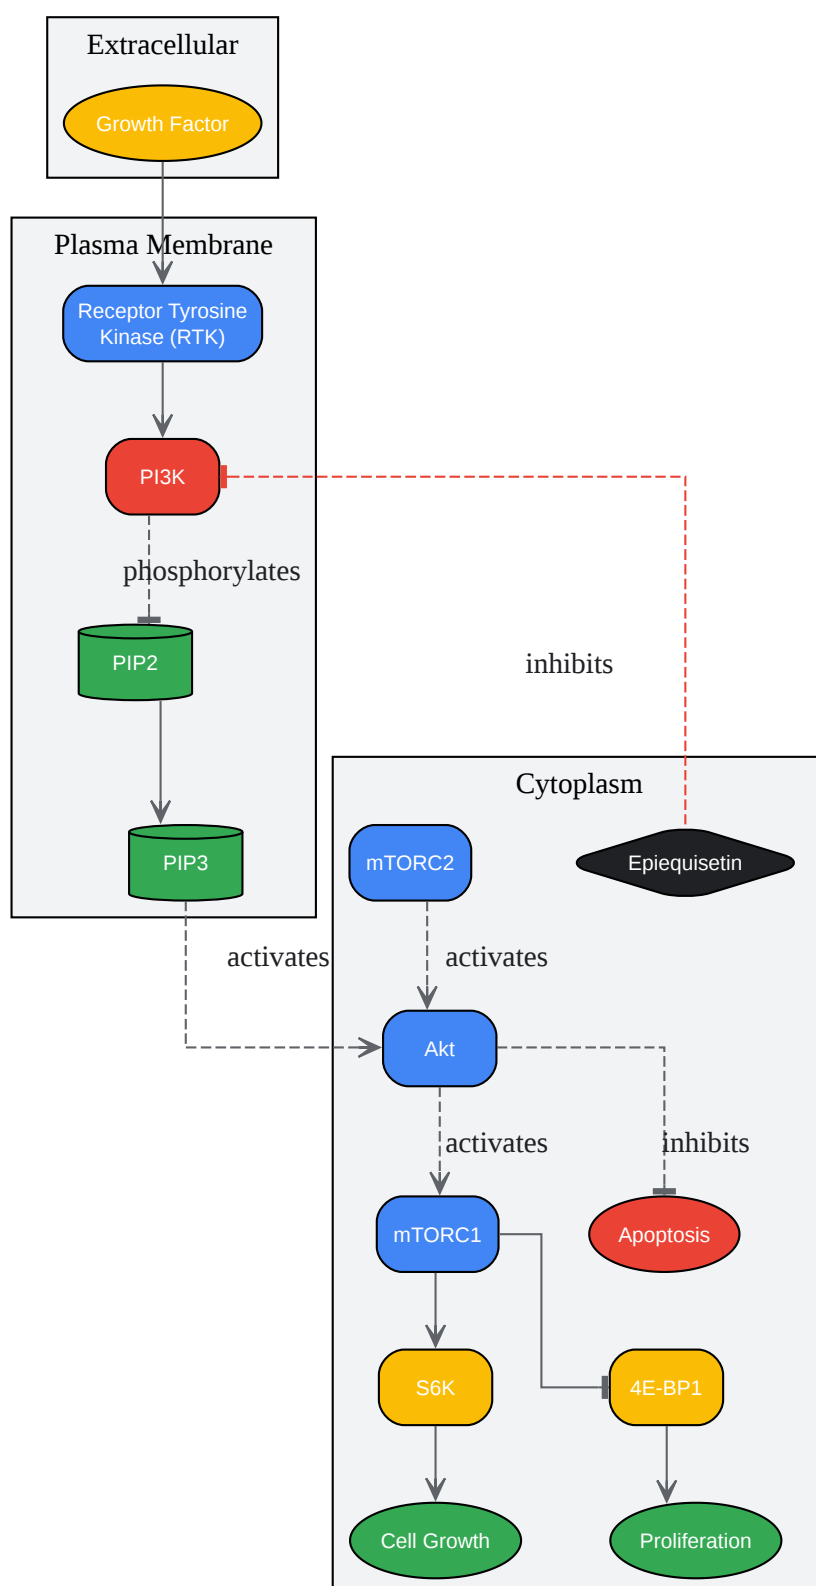 Extracellular
Growth Factor
Plasma Membrane
Receptor Tyrosine
Kinase (RTK)
PI3K
phosphorylates
PIP2
inhibits
Cytoplasm
PIP3
mTORC2
Epiequisetin
activates
activates
Akt
activates
inhibits
mTORC1
Apoptosis
S6K
4E-BP1
Cell Growth
Proliferation